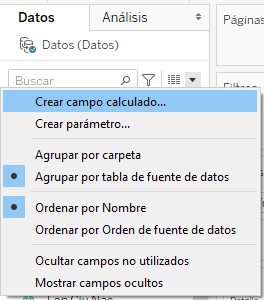 Datos
Análisis
Páginas
Datos (Datos)
Buscar
Crear campo calculado...
Crear parámetro...
Agrupar por carpeta
Agrupar por tabla de fuente de datos
Ordenar por Nombre
Ordenar por Orden de fuente de datos
Ocultar campos no utilizados
Mostrar campos ocultos